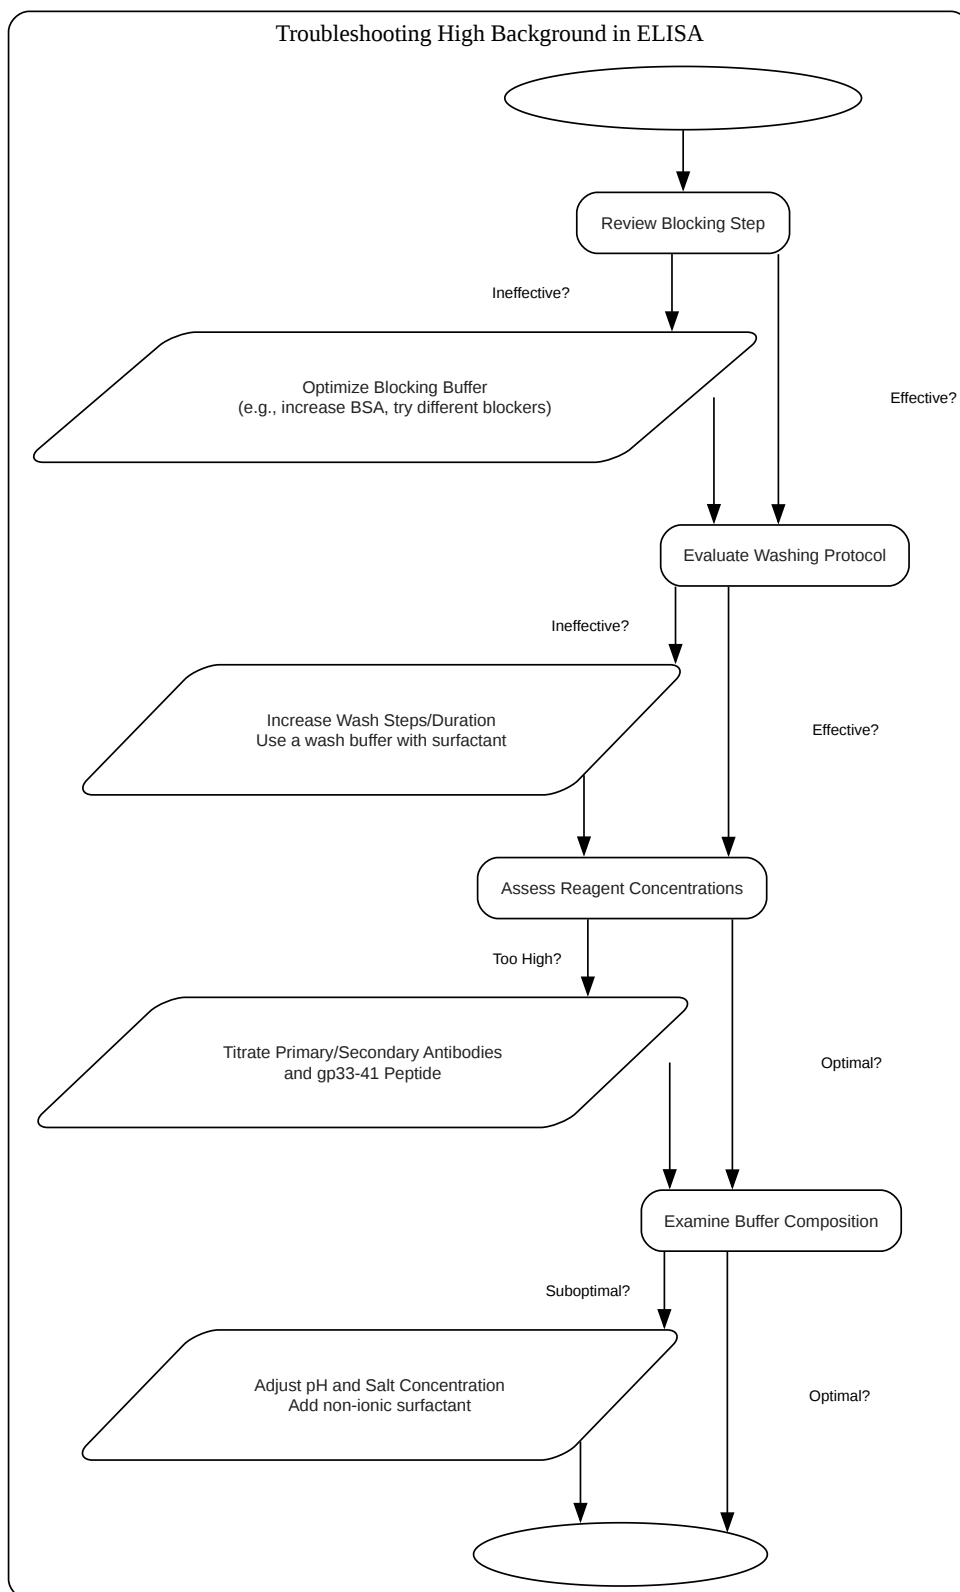 Troubleshooting High Background in ELISA
Review Blocking Step
Ineffective?
Optimize Blocking Buffer
(e.g., increase BSA, try different blockers)
Effective?
Evaluate Washing Protocol
Ineffective?
Increase Wash Steps/Duration
Use a wash buffer with surfactant
Effective?
Assess Reagent Concentrations
Too High?
Titrate Primary/Secondary Antibodies
and gp33-41 Peptide
Optimal?
Examine Buffer Composition
Suboptimal?
Adjust pH and Salt Concentration
Add non-ionic surfactant
Optimal?